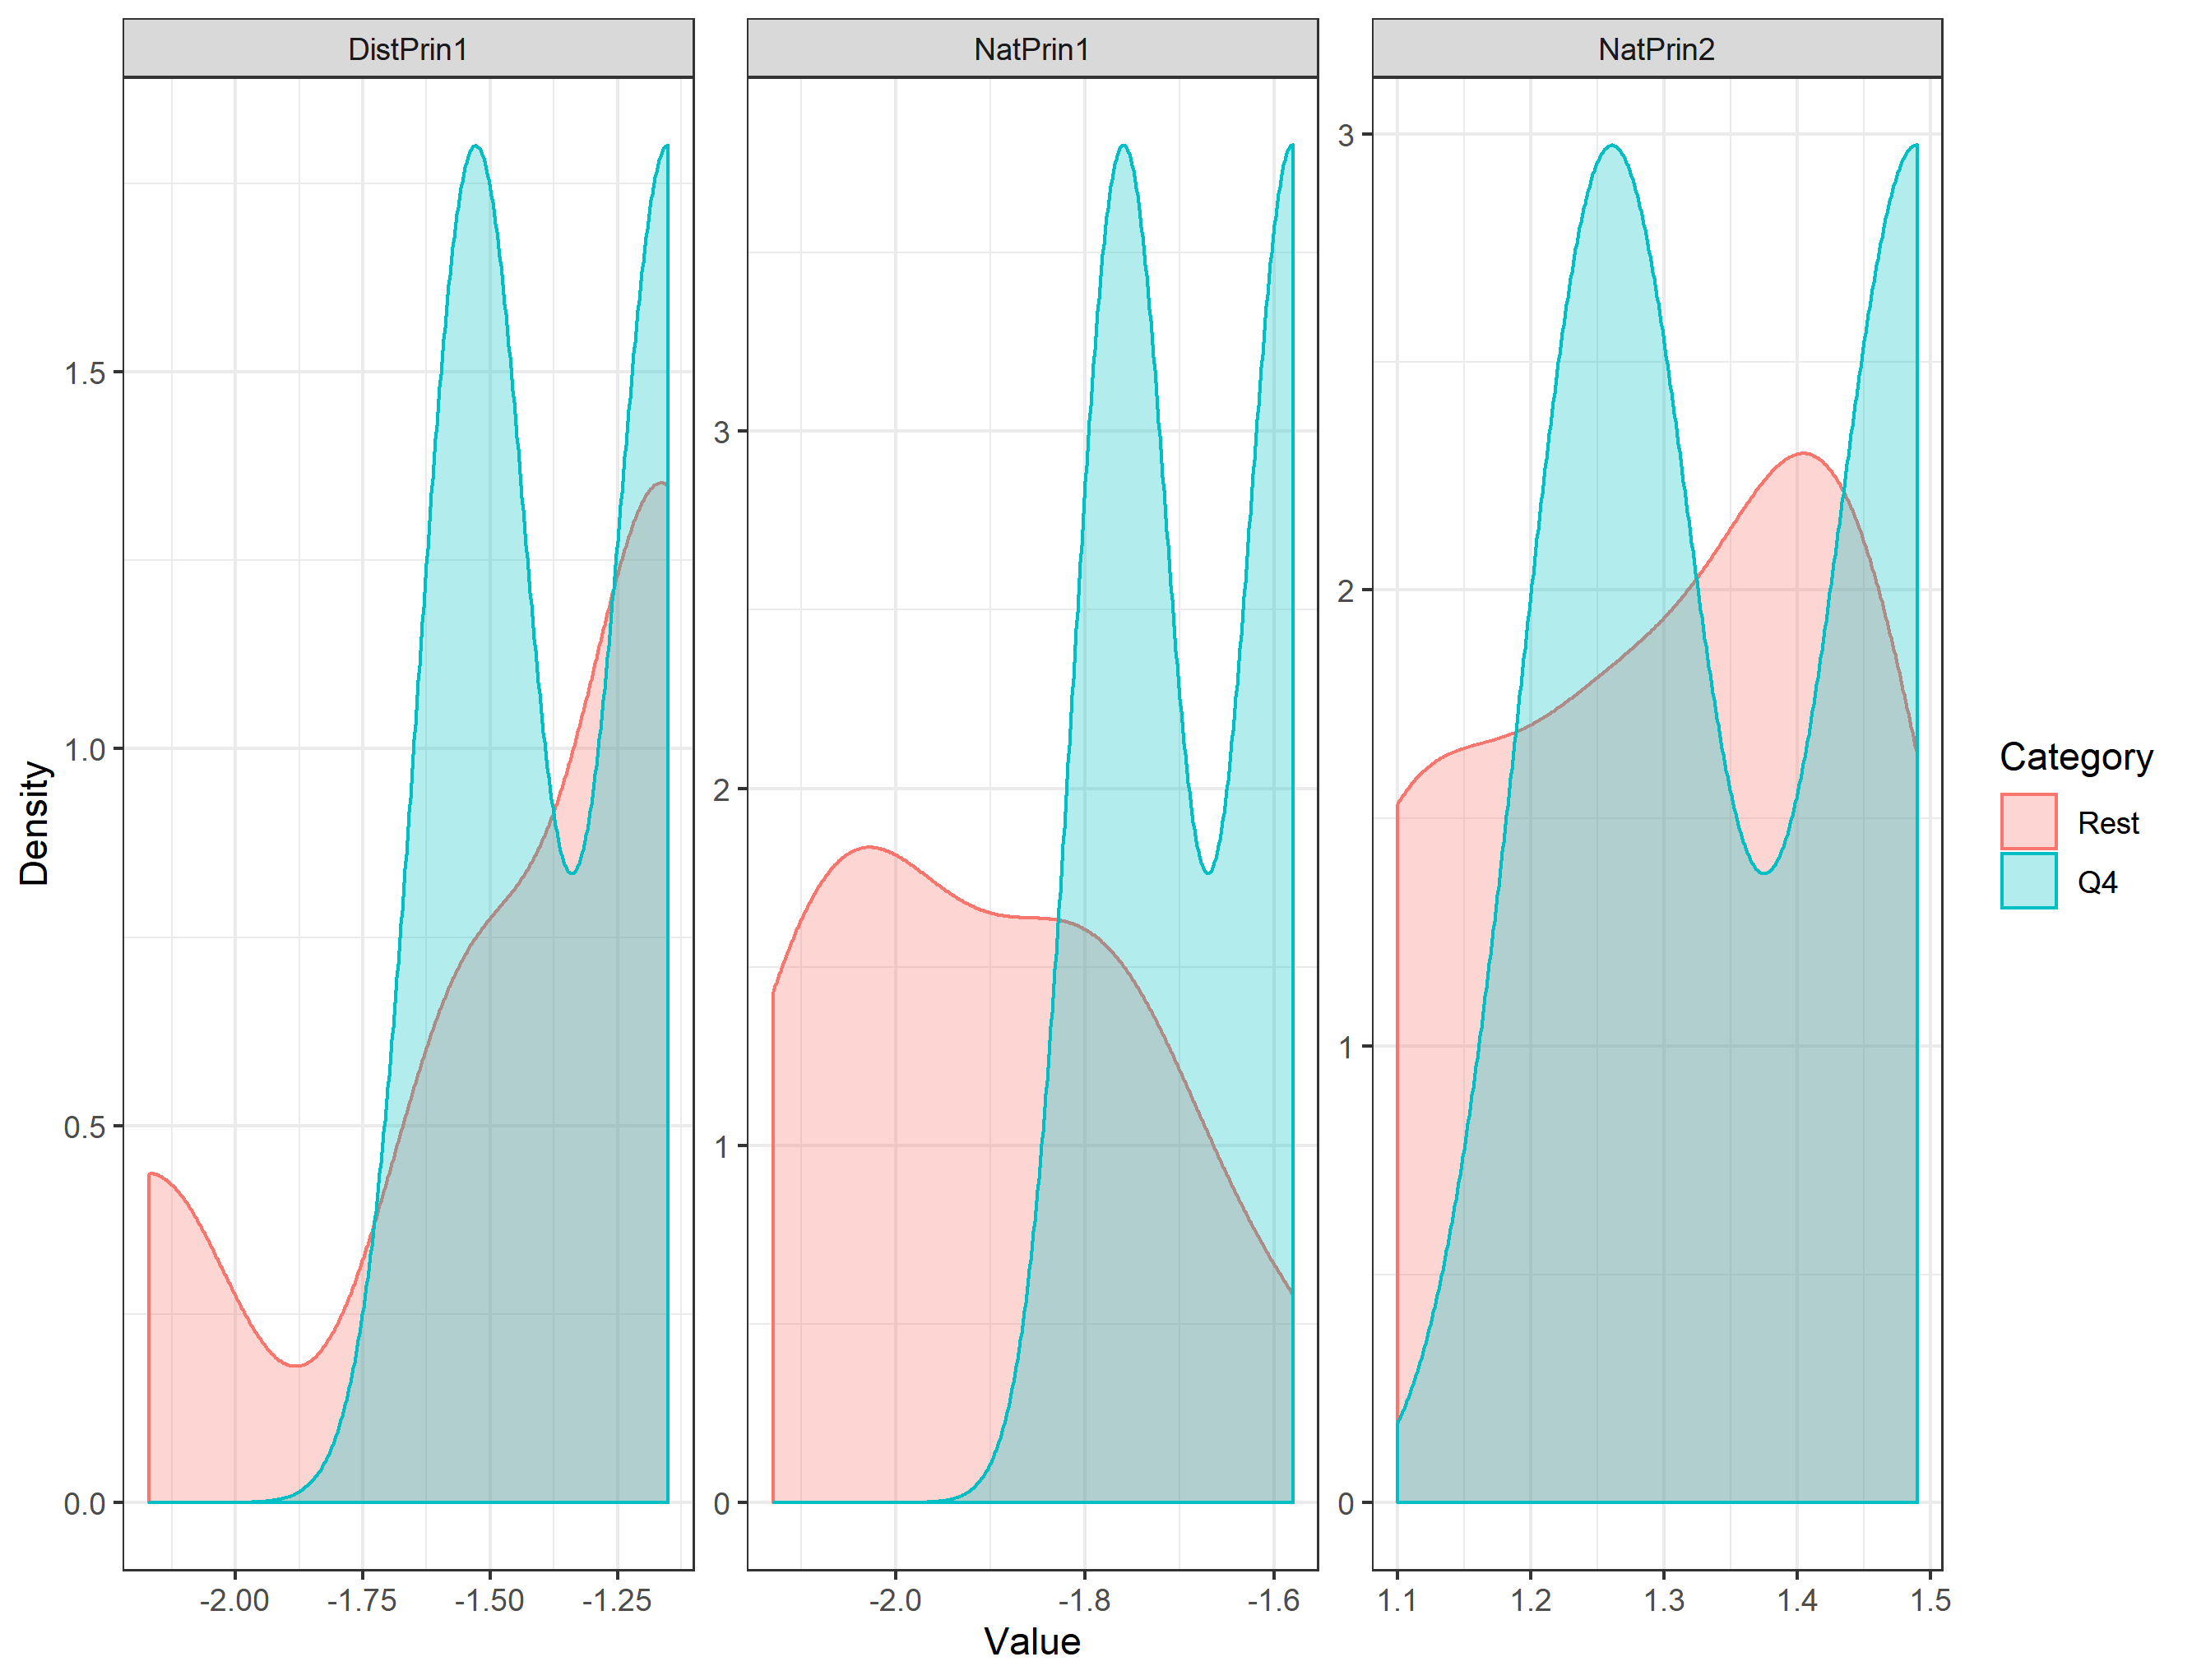 DistPrin1
NatPrin1
NatPrin2
Density
1.5
1.0
0.5
0.0
3
2
1
0
3
2
1
0
-2.00 -1.75 -1.50 -1.25
-2.0 -1.8 -1.6
1.1 1.2 1.3 1.4 1.5
Value
Category
Rest
Q4